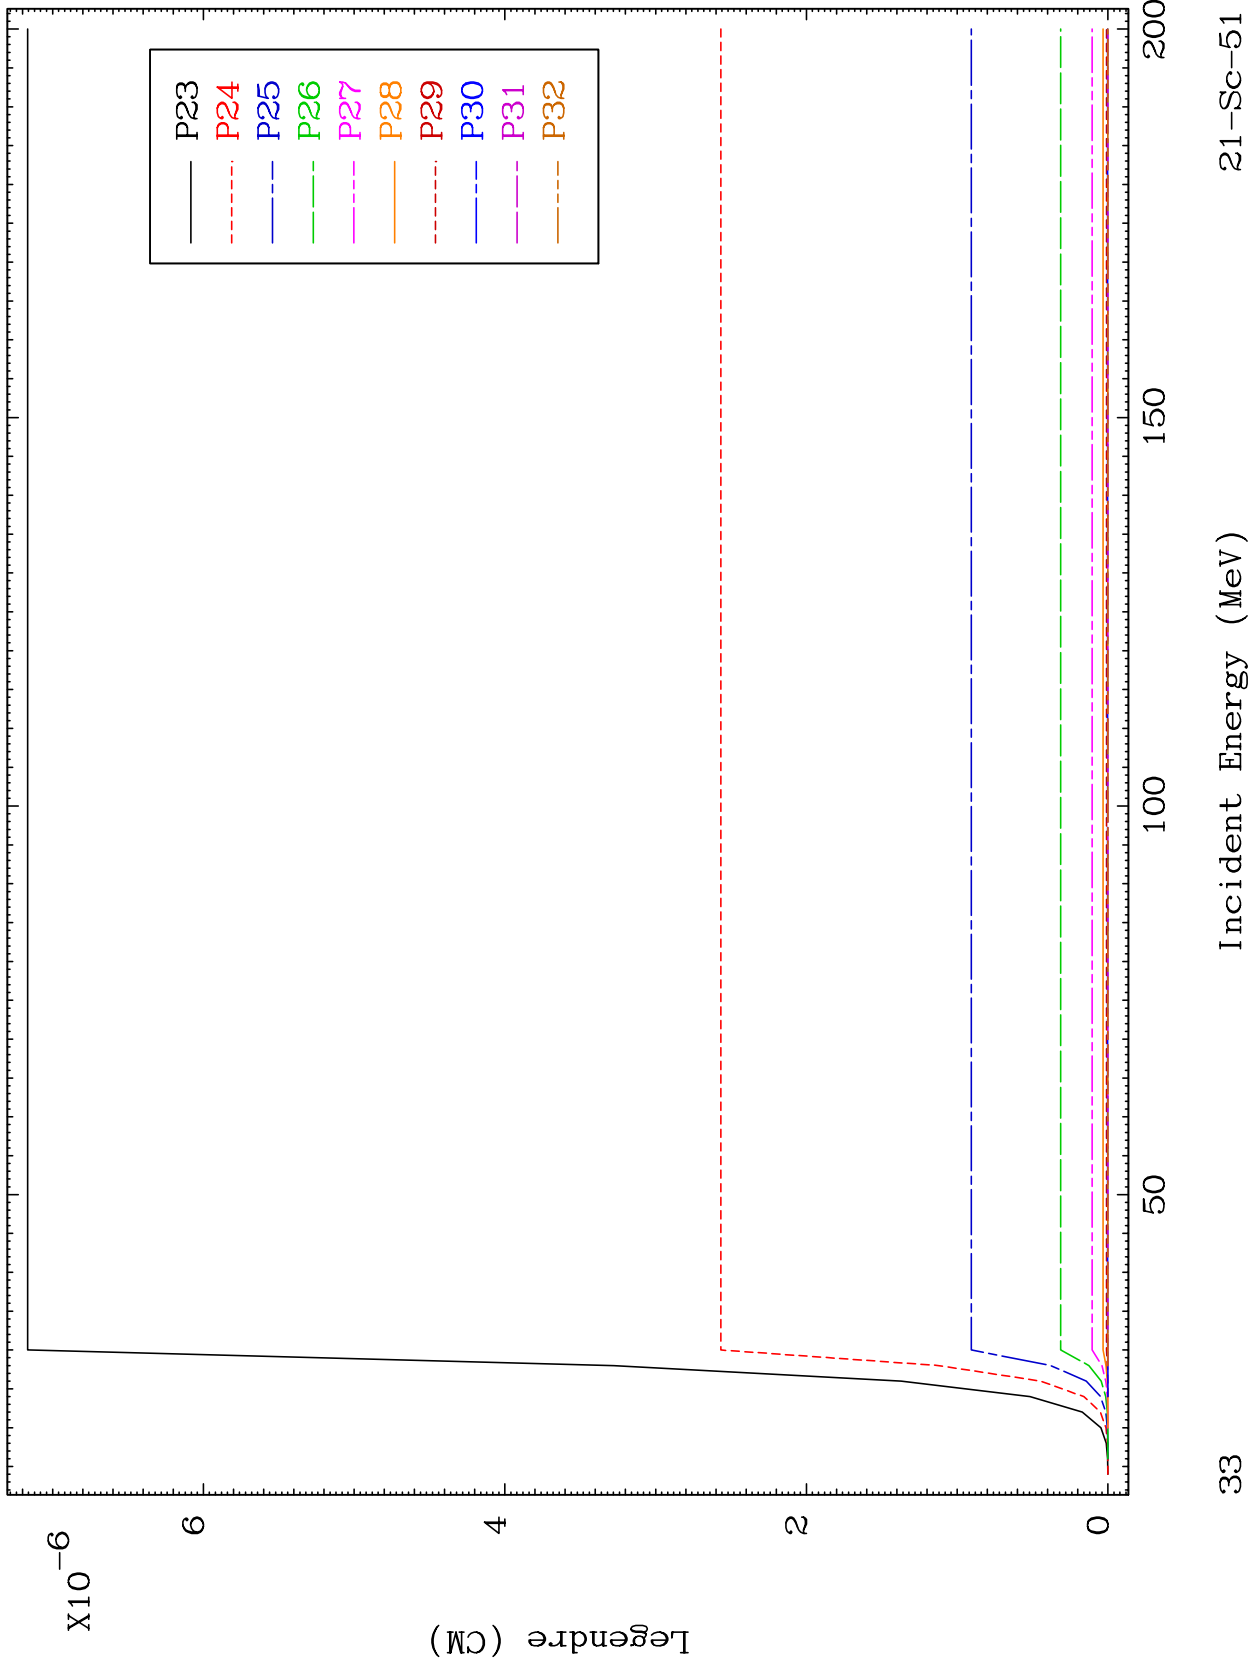 X10-6
6
4
2
0
Legendre (CM)
P23
P24
P25
P26
P27
P28
P29
P30
P31
P32
50
100
150
200
Incident Energy (MeV)
33
21-Sc-51